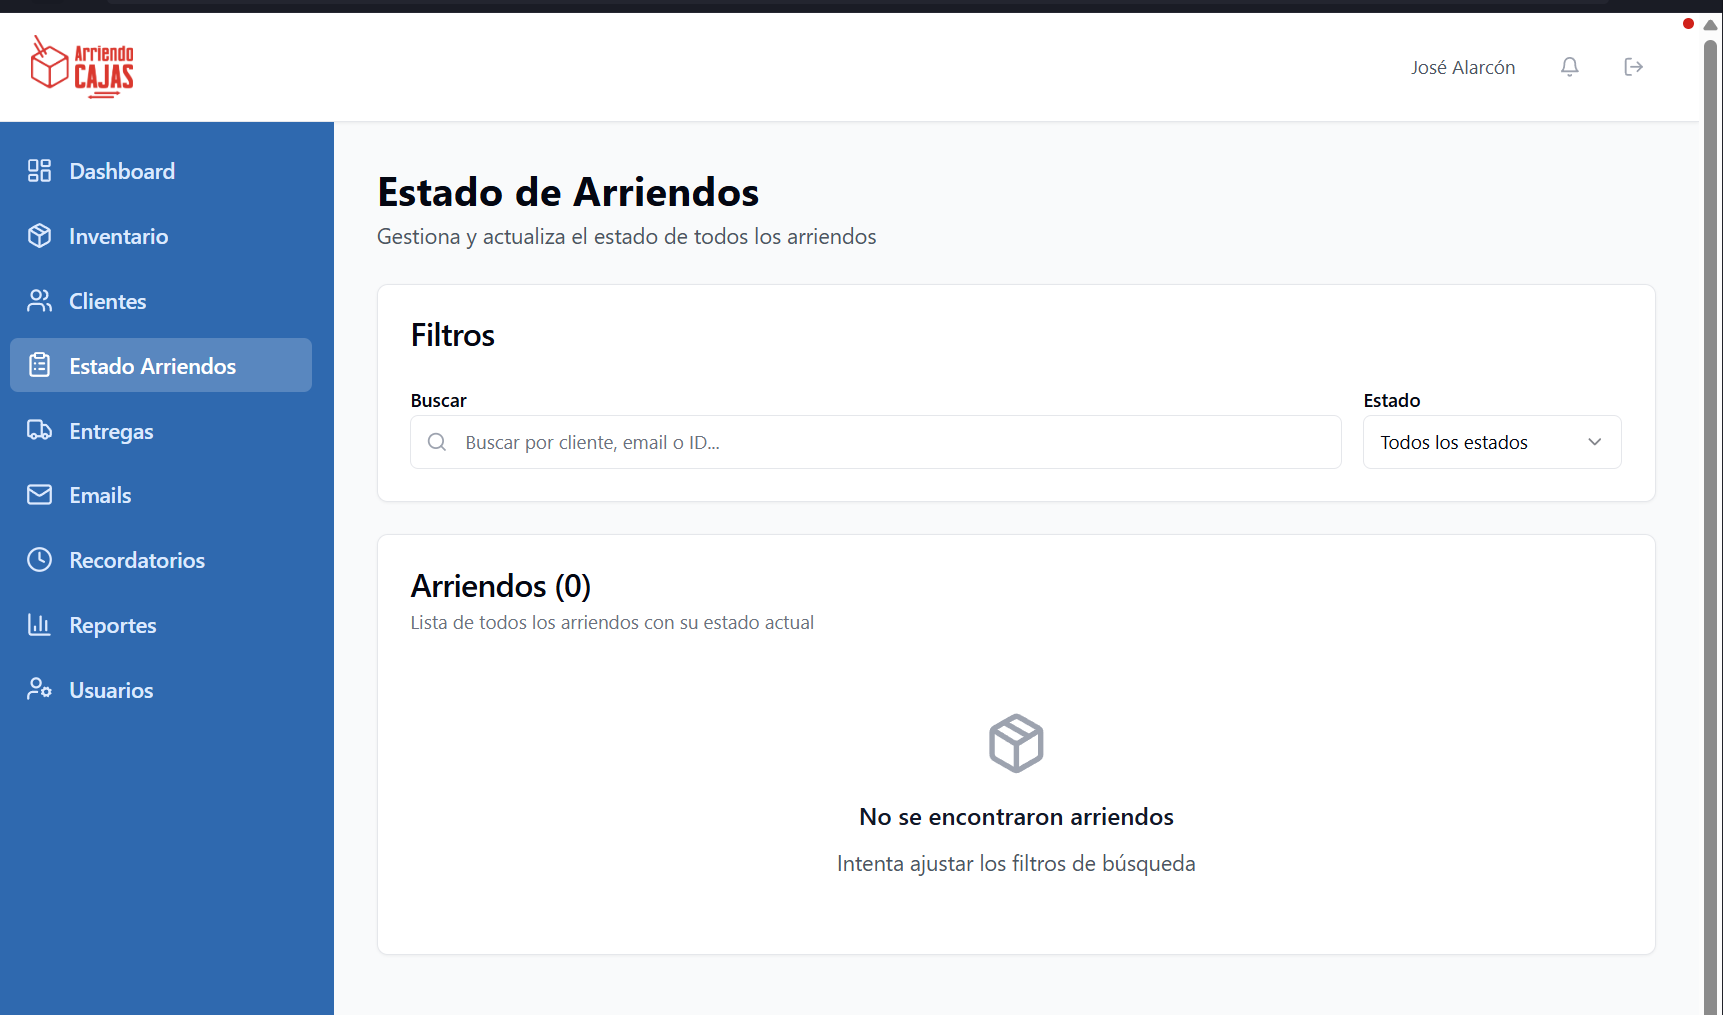 Arriendo
CAJAS
José Alarcón
Dashboard
Inventario
Clientes
Estado Arriendos
Entregas
Emails
Recordatorios
Reportes
Usuarios
Estado de Arriendos
Gestiona y actualiza el estado de todos los arriendos
Filtros
Buscar
Buscar por cliente, email o ID...
Estado
Todos los estados
Arriendos (0)
Lista de todos los arriendos con su estado actual
No se encontraron arriendos
Intenta ajustar los filtros de búsqueda